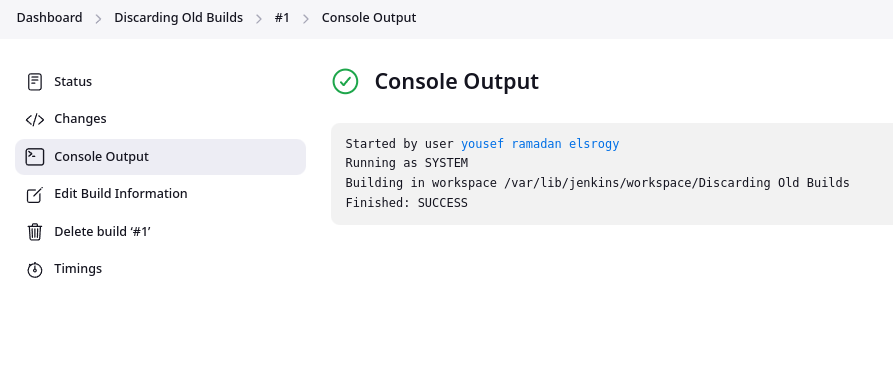 Dashboard > Discarding Old Builds > #1 > Console Output
Status
Changes
Console Output
Edit Build Information
Delete build ‘#1’
Timings
Console Output
Started by user yousef ramadan elsrogy
Running as SYSTEM
Building in workspace /var/lib/jenkins/workspace/Discarding Old Builds
Finished: SUCCESS